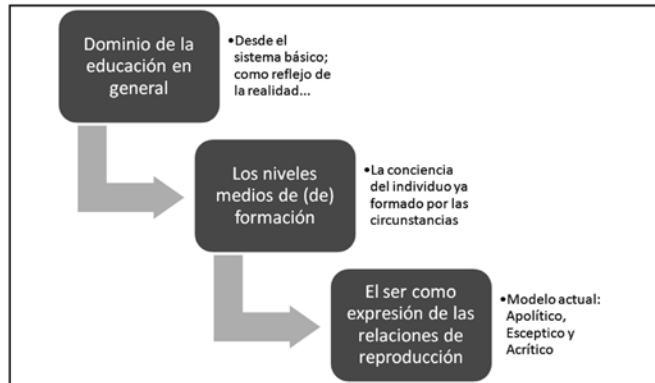 Dominio de la
educación en
general
•Desde el
sistema básico;
como reflejo de
la realidad...
Los niveles
medios de (de)
formación
•La conciencia
del individuo ya
formado por las
circunstancias
El ser como
expresión de las
relaciones de
reproducción
•Modelo actual:
Apolítico,
Esceptico y
Acrítico